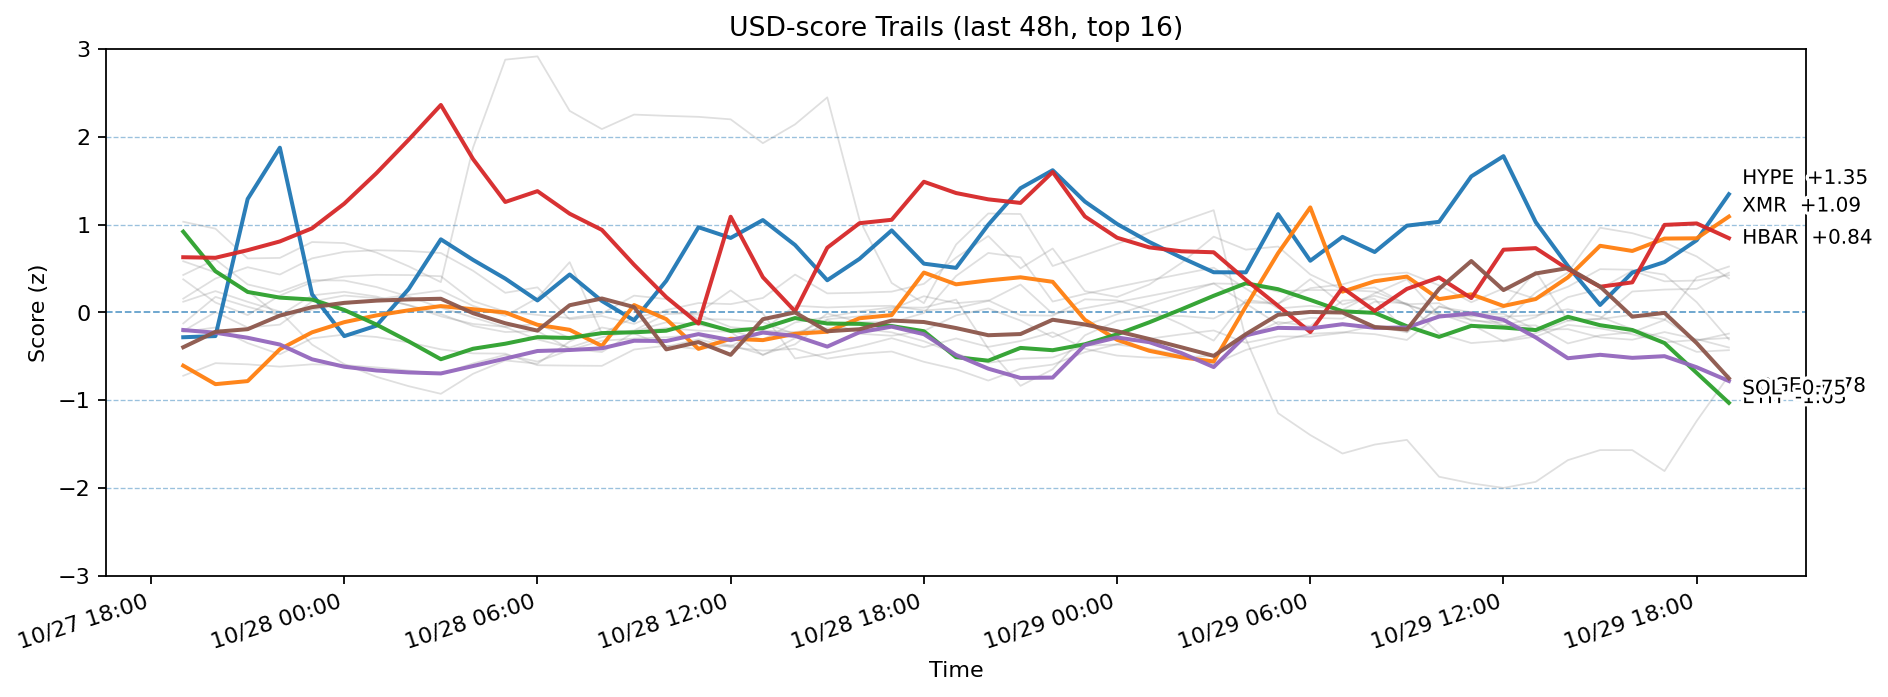 USD-score Trails (last 48h, top 16)
Score (z)
3
2
1
0
−1
−2
−3
HYPE +1.35
XMR +1.09
HBAR +0.84
SOL -0.75
10/27 18:00
10/28 00:00
10/28 06:00
10/28 12:00
10/28 18:00
10/29 00:00
10/29 06:00
10/29 12:00
10/29 18:00
Time